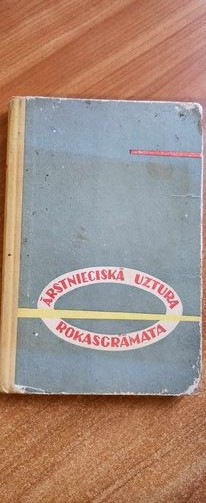 ĀRSTNIECISKĀ UZTURA
ROKASGRĀMATA